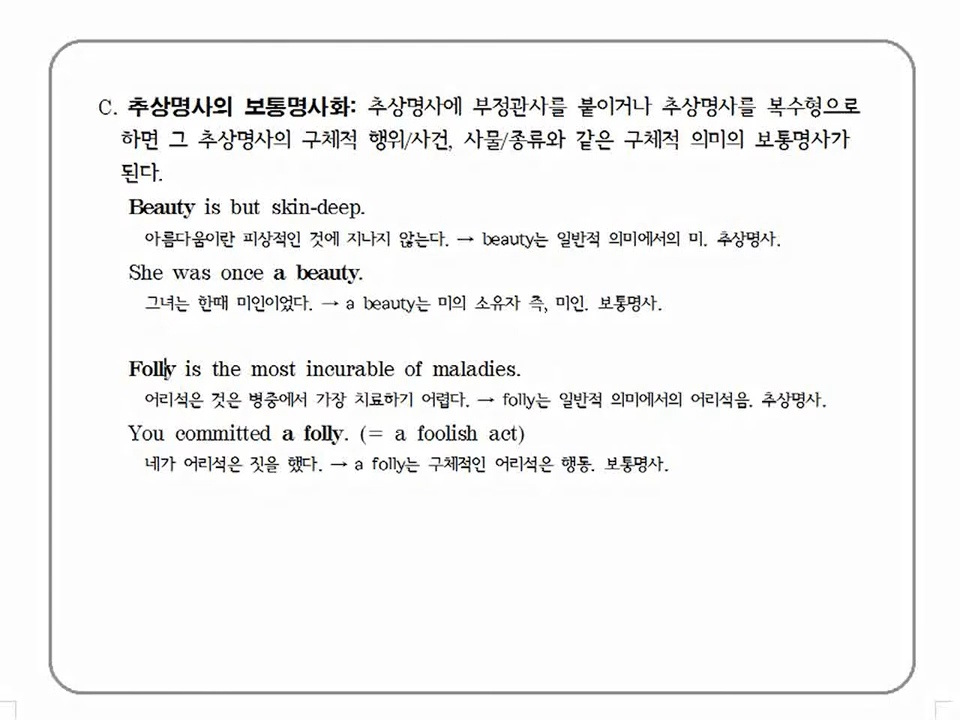 C. 추상명사의 보통명사화: 추상명사에 부정관사를 붙이거나 추상명사를 복수형으로
하면 그 추상명사의 구체적 행위/사건, 사물/종류와 같은 구체적 의미의 보통명사가
된다.
Beauty is but skin-deep.
아름다움이란 피상적인 것에 지나지 않는다. → beauty는 일반적 의미에서의 미. 추상명사.
She was once a beauty.
그녀는 한때 미인이었다. → a beauty는 미의 소유자 즉, 미인. 보통명사.
Folly is the most incurable of maladies.
어리석은 것은 병중에서 가장 치료하기 어렵다. → folly는 일반적 의미에서의 어리석음. 추상명사.
You committed a folly. (= a foolish act)
네가 어리석은 짓을 했다. → a folly는 구체적인 어리석은 행동. 보통명사.